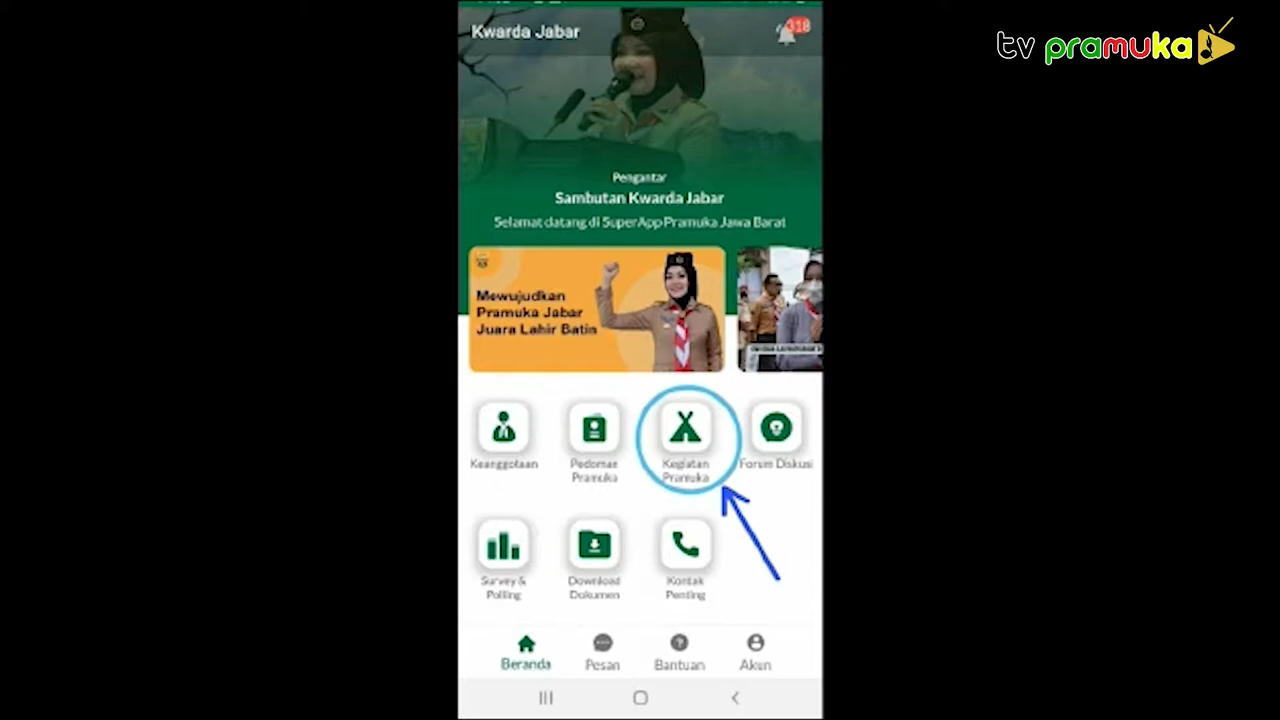 tv pramuka
Kwarda Jabar
318
Pengantar
Sambutan Kwarda Jabar
Selamat datang di SuperApp Pramuka Jawa Barat
Mewujudkan
Pramuka Jabar
Juara Lahir Batin
Keanggotaan
Pedoman
Pramuka
Kegiatan
Pramuka
Forum Diskusi
Survey &
Polling
Download
Dokumen
Kontak
Penting
Beranda
Pesan
Bantuan
Akun